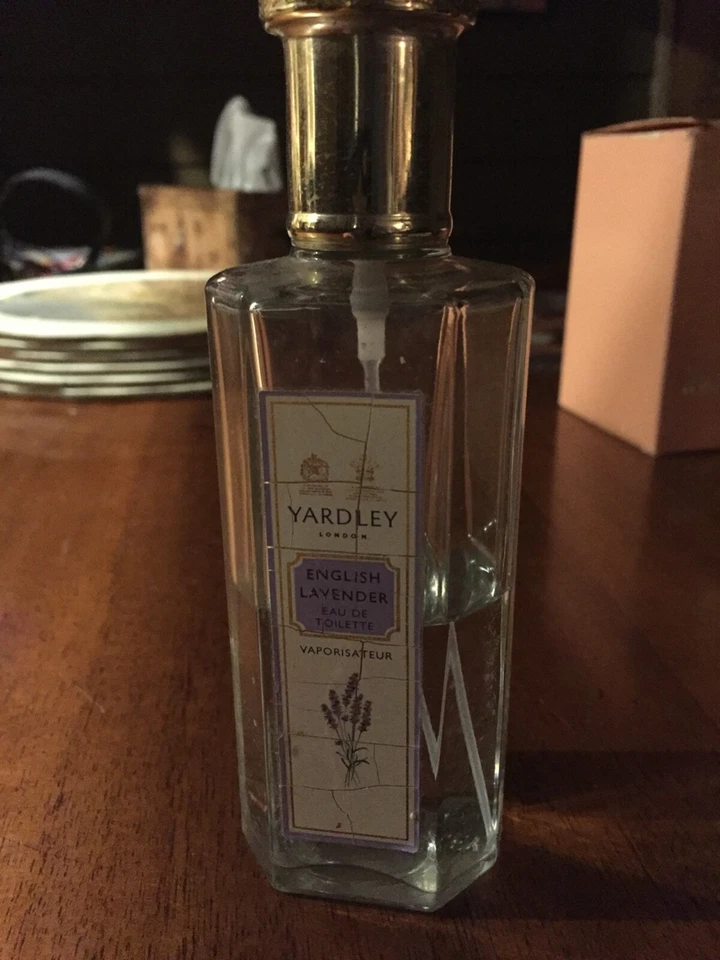 YARDLEY
LONDON
ENGLISH
LAVENDER
EAU DE
TOILETTE
VAPORISATEUR